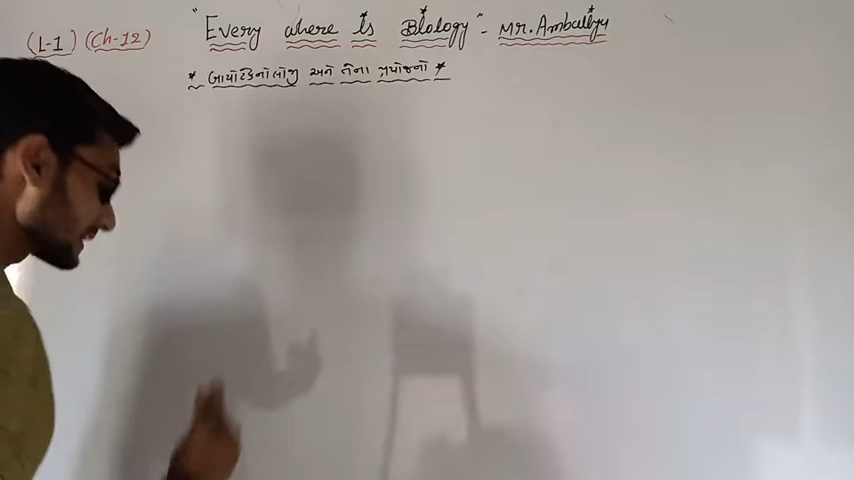 (L-1) (Ch-12) "Every where is Biology" - Mr. Ambaliya
* બાયોટેકનોલોજી અને તેના પ્રયોજનો *